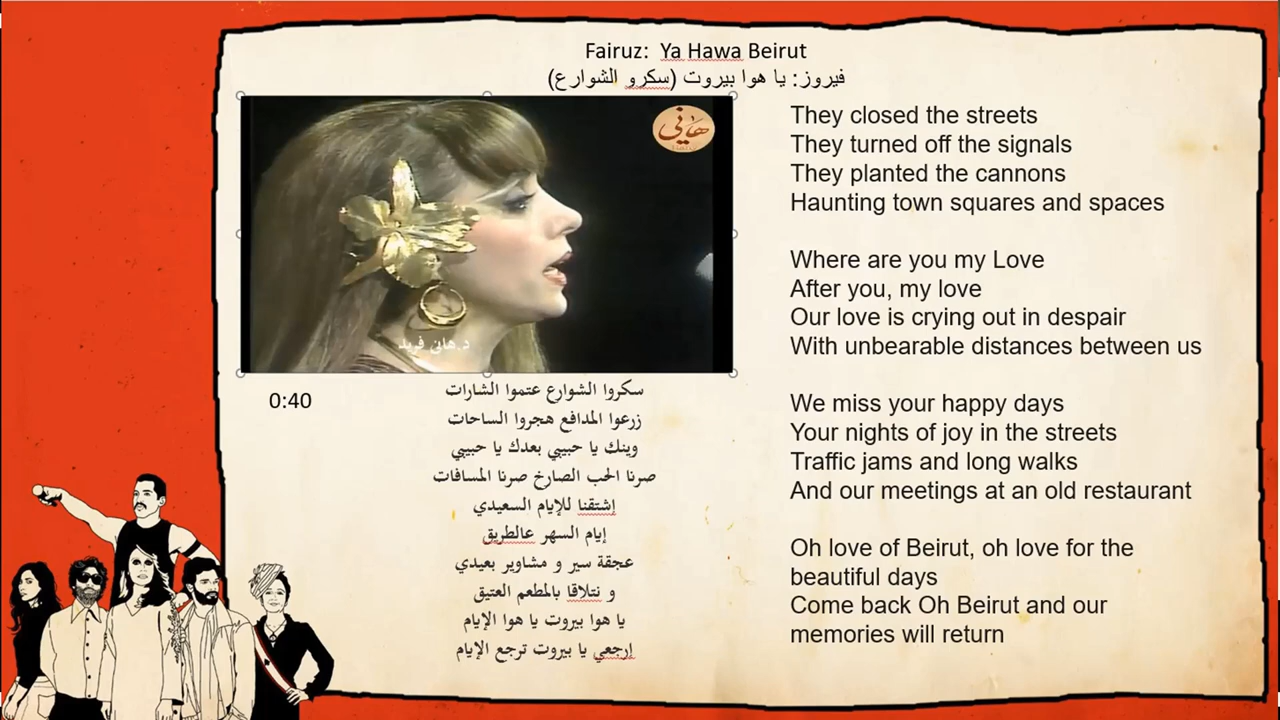 Fairuz:  Ya Hawa Beirut
فيروز: يا هوا بيروت (سكرو الشوارع)
هاني
د.هاني فريد
0:40
سكروا الشوارع عتموا الشارات
زرعوا المدافع هجروا الساحات
وينك يا حبيبي بعدك يا حبيبي
صرنا الحب الصارخ صرنا المسافات
إشتقنا للإيام السعيدي
إيام السهر عالطريق
عجقة سير و مشاوير بعيدي
و نتلاقا بالمطعم العتيق
يا هوا بيروت يا هوا الإيام
إرجعي يا بيروت ترجع الإيام
They closed the streets
They turned off the signals
They planted the cannons
Haunting town squares and spaces
Where are you my Love
After you, my love
Our love is crying out in despair
With unbearable distances between us
We miss your happy days
Your nights of joy in the streets
Traffic jams and long walks
And our meetings at an old restaurant
Oh love of Beirut, oh love for the
beautiful days
Come back Oh Beirut and our
memories will return